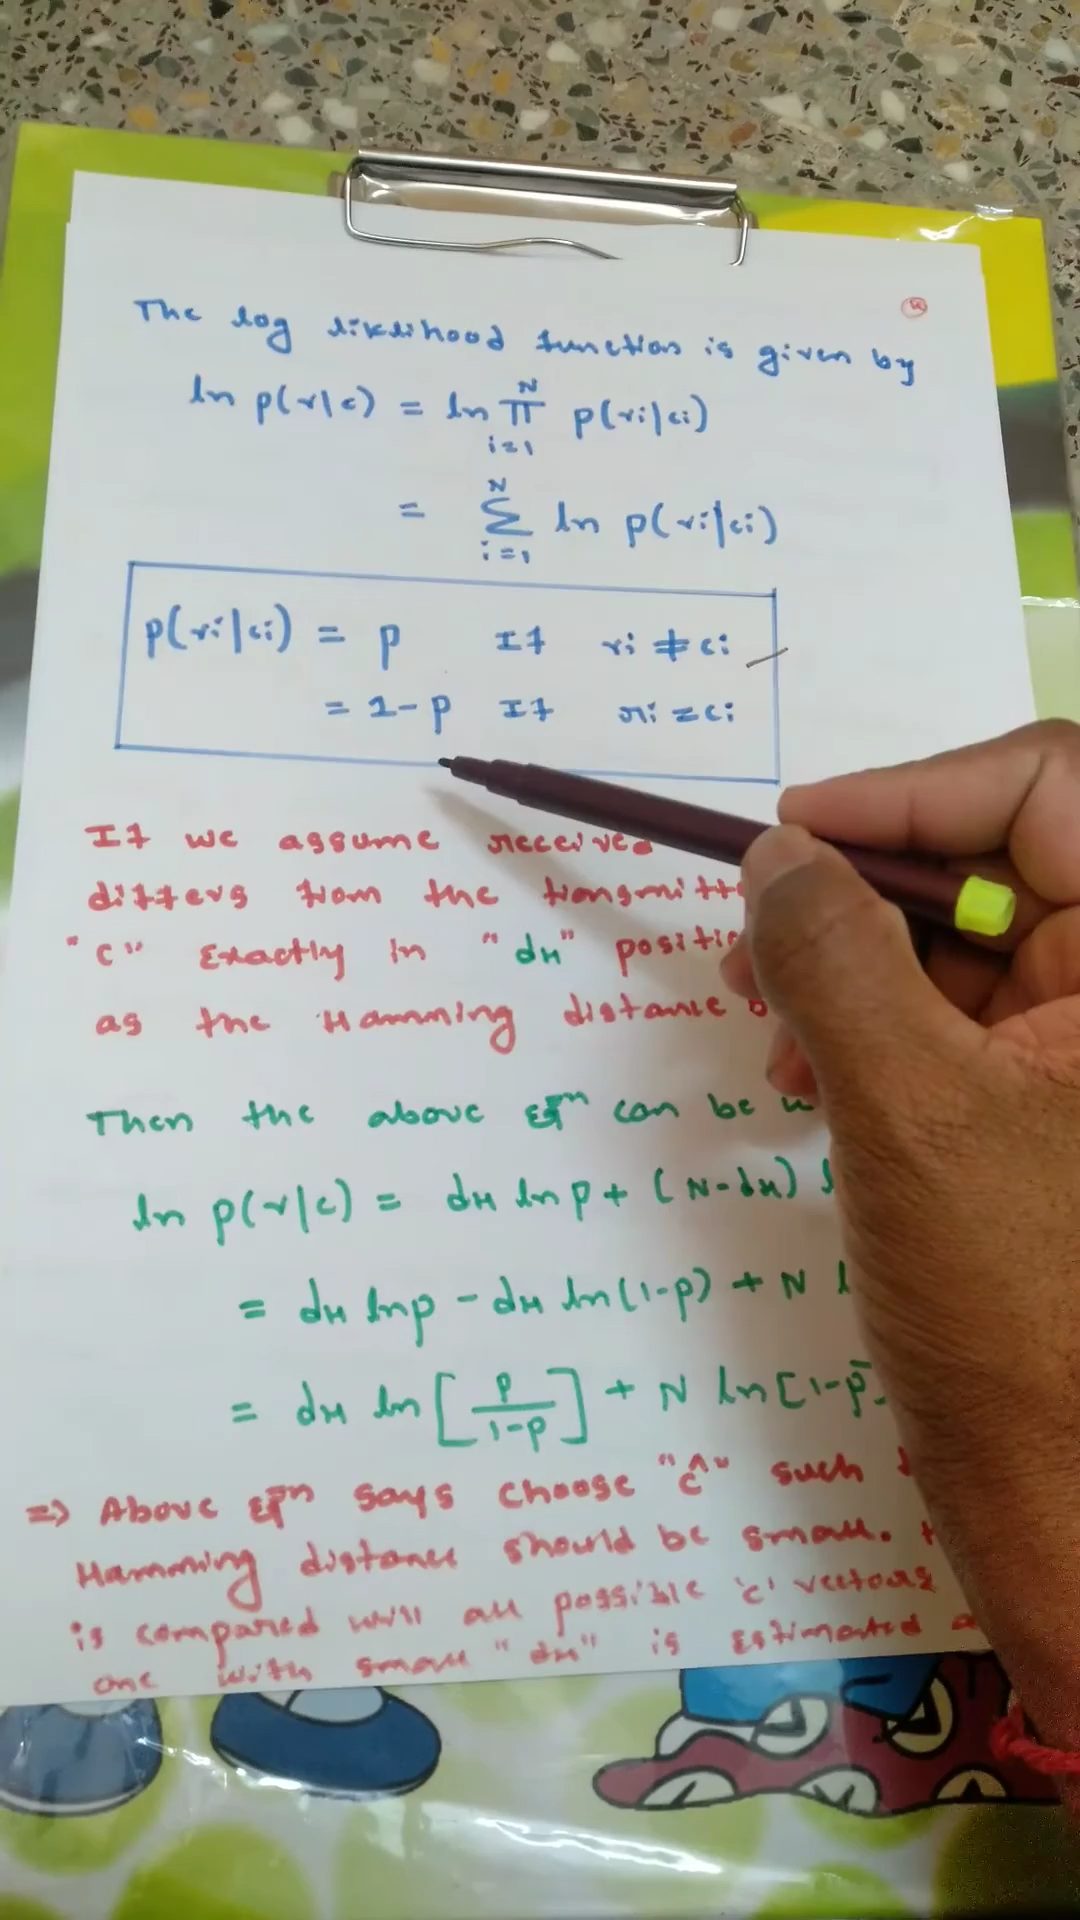 The log liklihood function is given by
ln p(r|c) = ln N π i=1 p(ri|ci)
= N Σ i=1 ln p(ri|ci)
p(ri|ci) = p If ri ≠ ci
= 1-p If ri = ci
If we assume received
differs from the
"c" Exactly in "dH"
as the Hamming distance
Then the above Eqn can be
ln p(r|c) = dH ln p + (N-dH)
= dH ln p - dH ln(1-p) + N
= dH ln [p/1-p] + N ln [1-p]
=> Above Eqn says choose "ĉ" such
Hamming distance should be small.
is compared with all possible 'c' vectors
one with small "dH" is Estimated